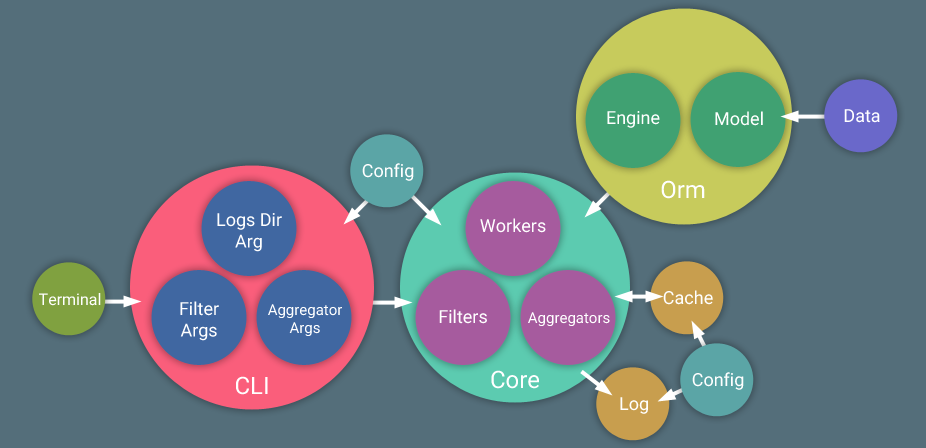 Engine
Model
Data
Orm
Config
Logs Dir
Arg
Workers
Terminal
Filter
Args
Aggregator
Args
CLI
Filters
Aggregators
Core
Cache
Config
Log